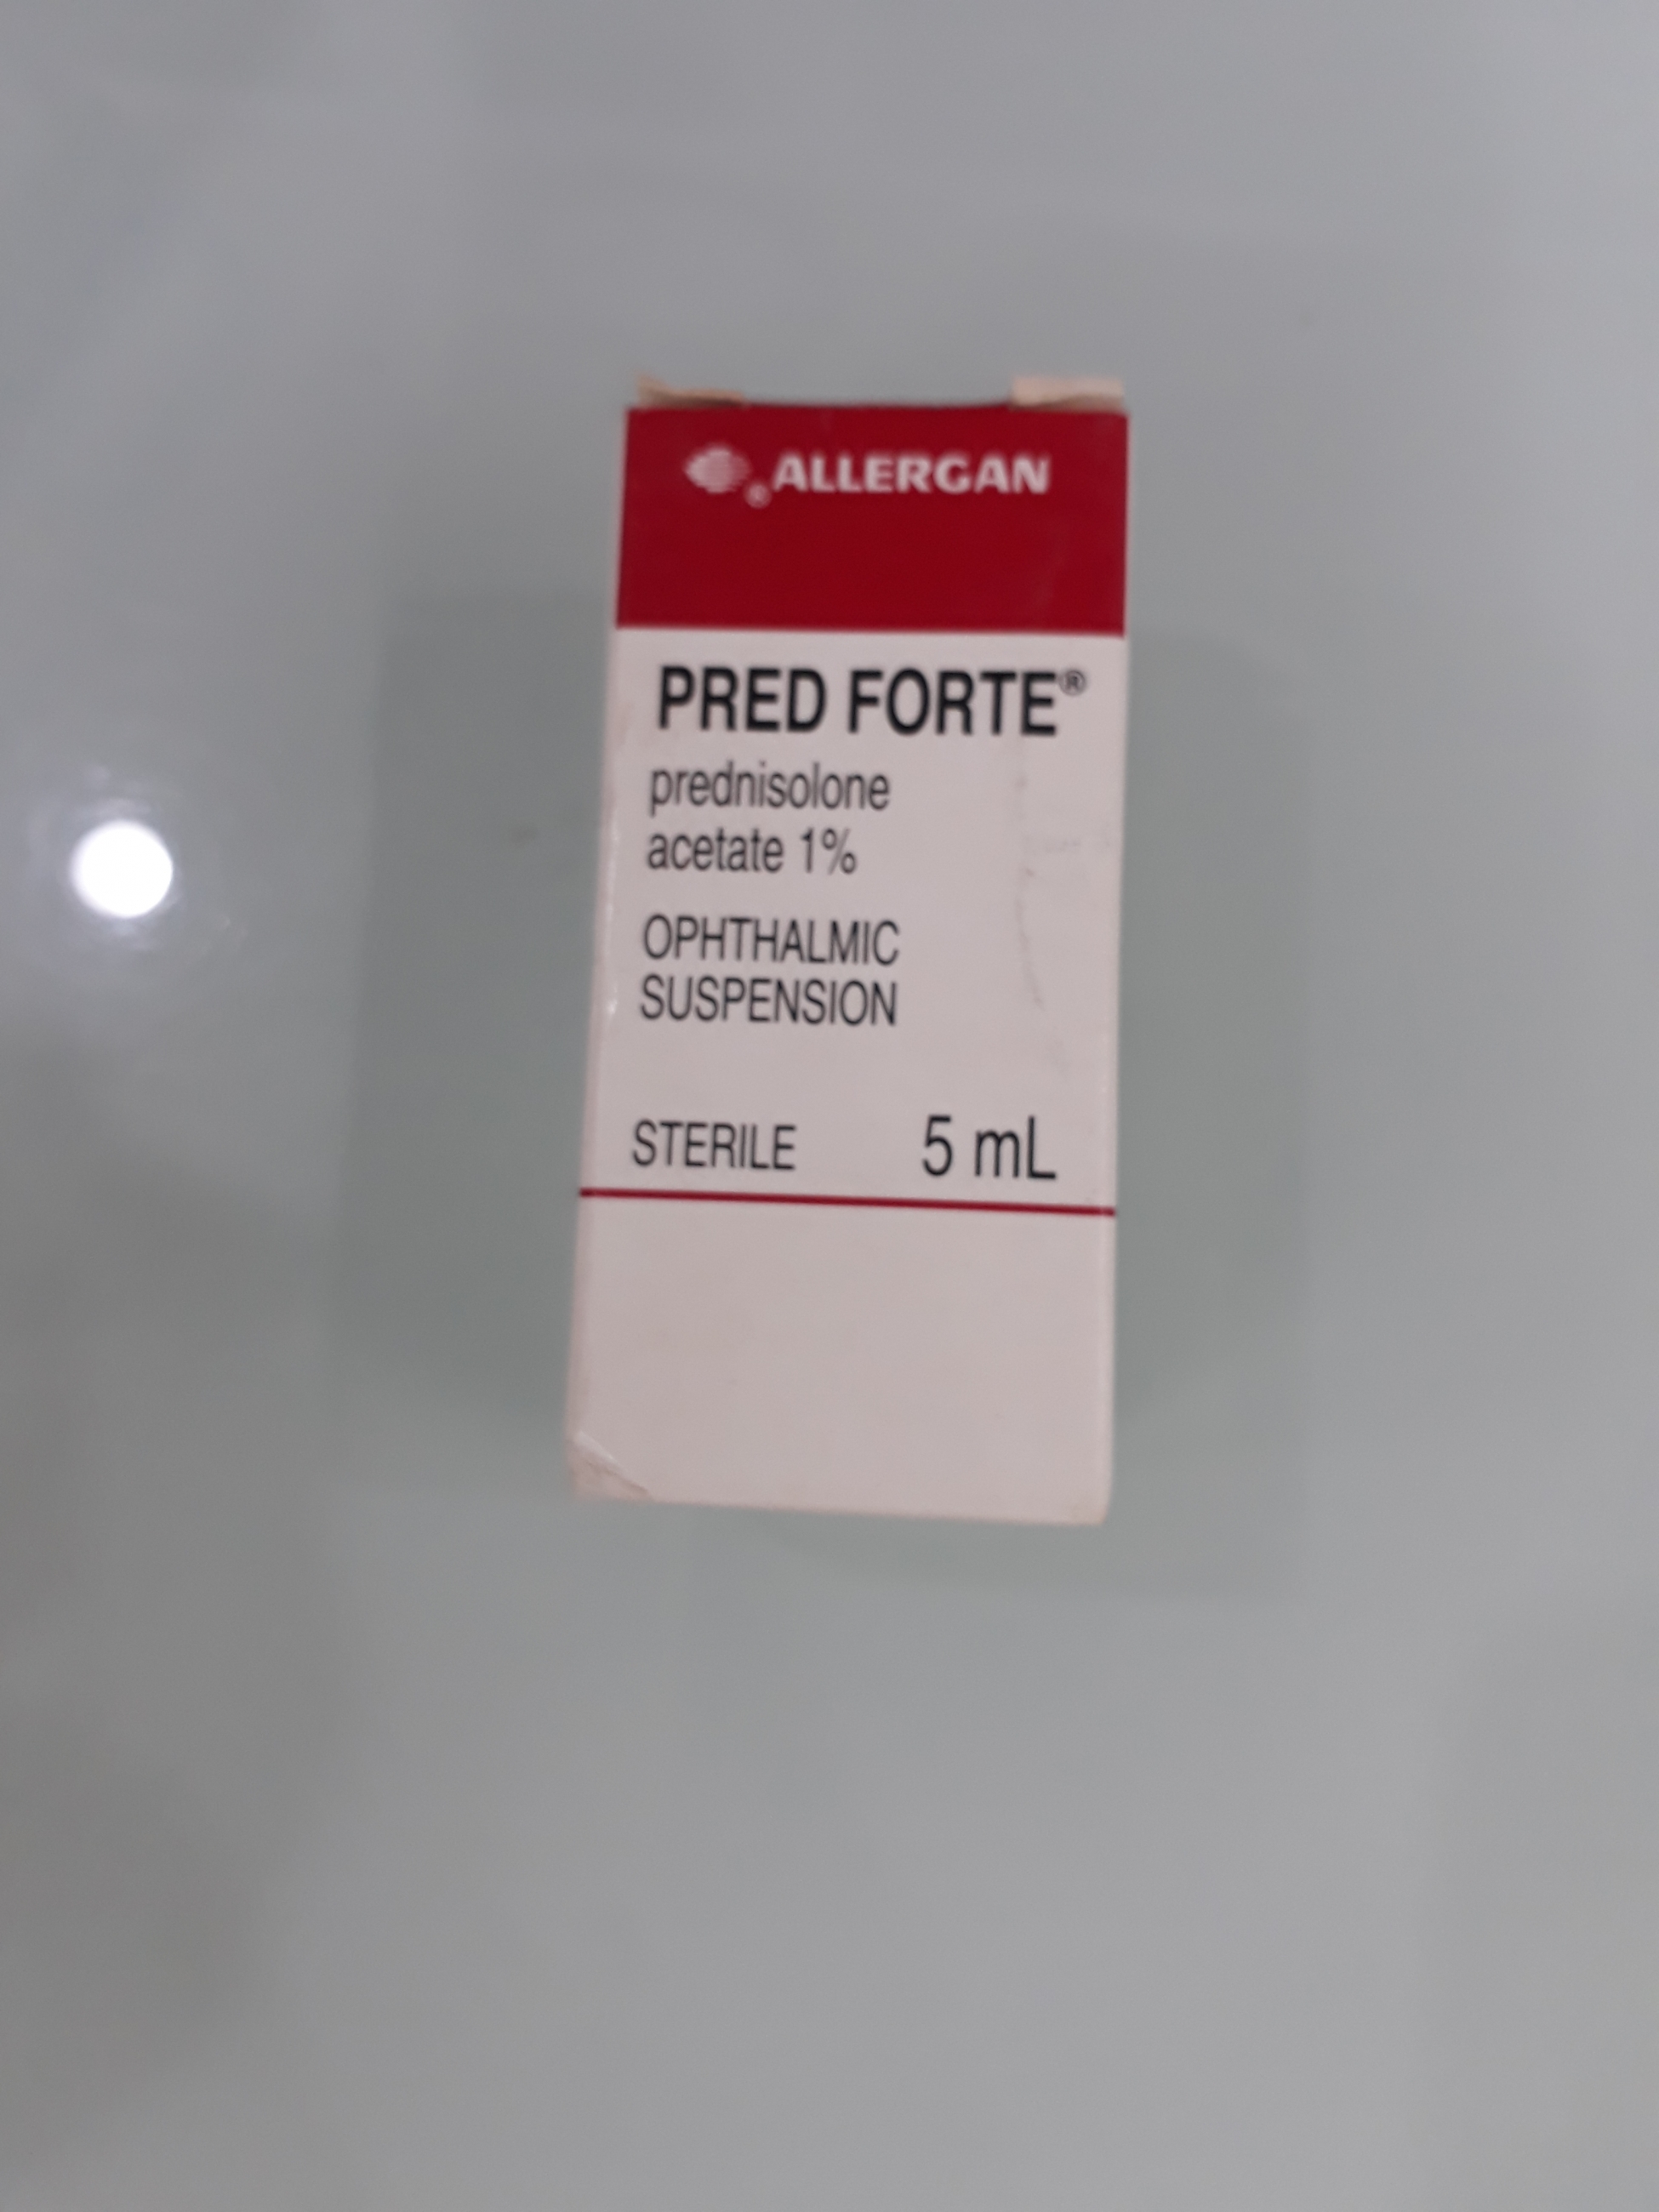 ® ALLERGAN
PRED FORTE®
prednisolone
acetate 1%
OPHTHALMIC
SUSPENSION
STERILE 5 mL